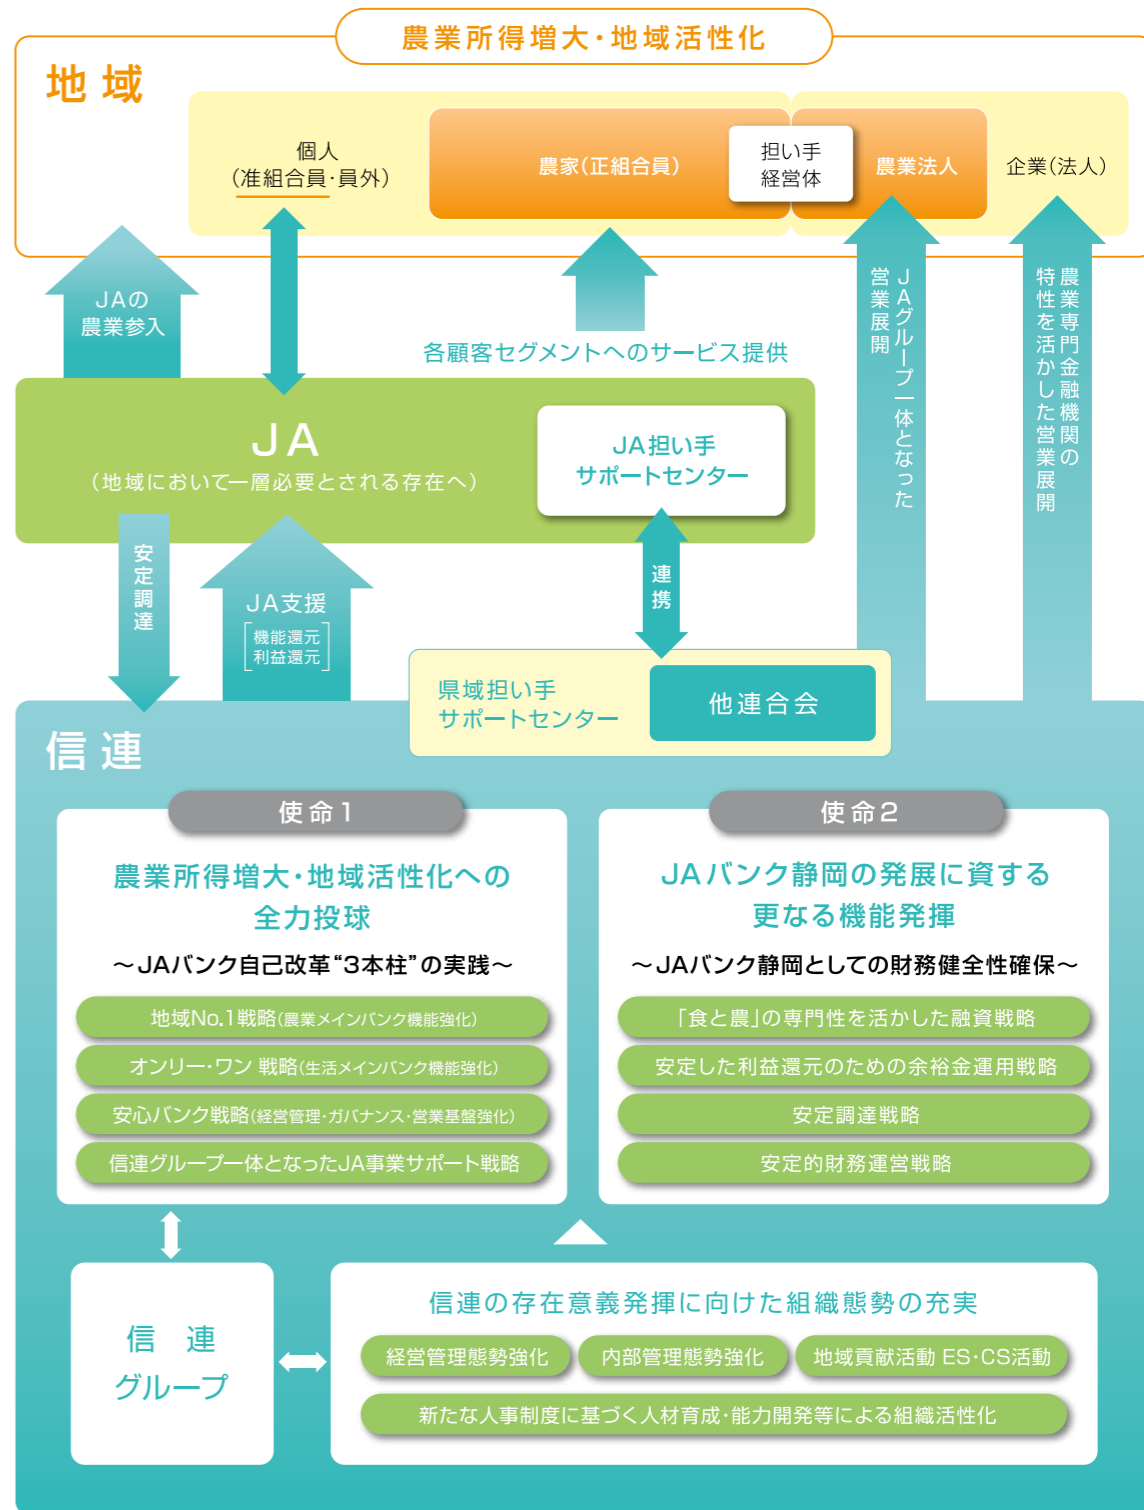 農業所得増大・地域活性化
地域
個人
(准組合員・員外)
農家(正組合員)
担い手
経営体
農業法人
企業(法人)
JAの
農業参入
各顧客セグメントへのサービス提供
JAグループ一体となった
営業展開
農業専門金融機関の
特性を活かした営業展開
JA
(地域において一層必要とされる存在へ)
JA担い手
サポートセンター
安定調達
JA支援
機能還元
利益還元
連携
県域担い手
サポートセンター
他連合会
信連
使命1
農業所得増大・地域活性化への
全力投球
～JAバンク自己改革“3本柱”の実践～
地域No.1戦略(農業メインバンク機能強化)
オンリー・ワン 戦略(生活メインバンク機能強化)
安心バンク戦略(経営管理・ガバナンス・営業基盤強化)
信連グループ一体となったJA事業サポート戦略
使命2
JAバンク静岡の発展に資する
更なる機能発揮
～JAバンク静岡としての財務健全性確保～
「食と農」の専門性を活かした融資戦略
安定した利益還元のための余裕金運用戦略
安定調達戦略
安定的財務運営戦略
信連
グループ
信連の存在意義発揮に向けた組織態勢の充実
経営管理態勢強化
内部管理態勢強化
地域貢献活動 ES・CS活動
新たな人事制度に基づく人材育成・能力開発等による組織活性化